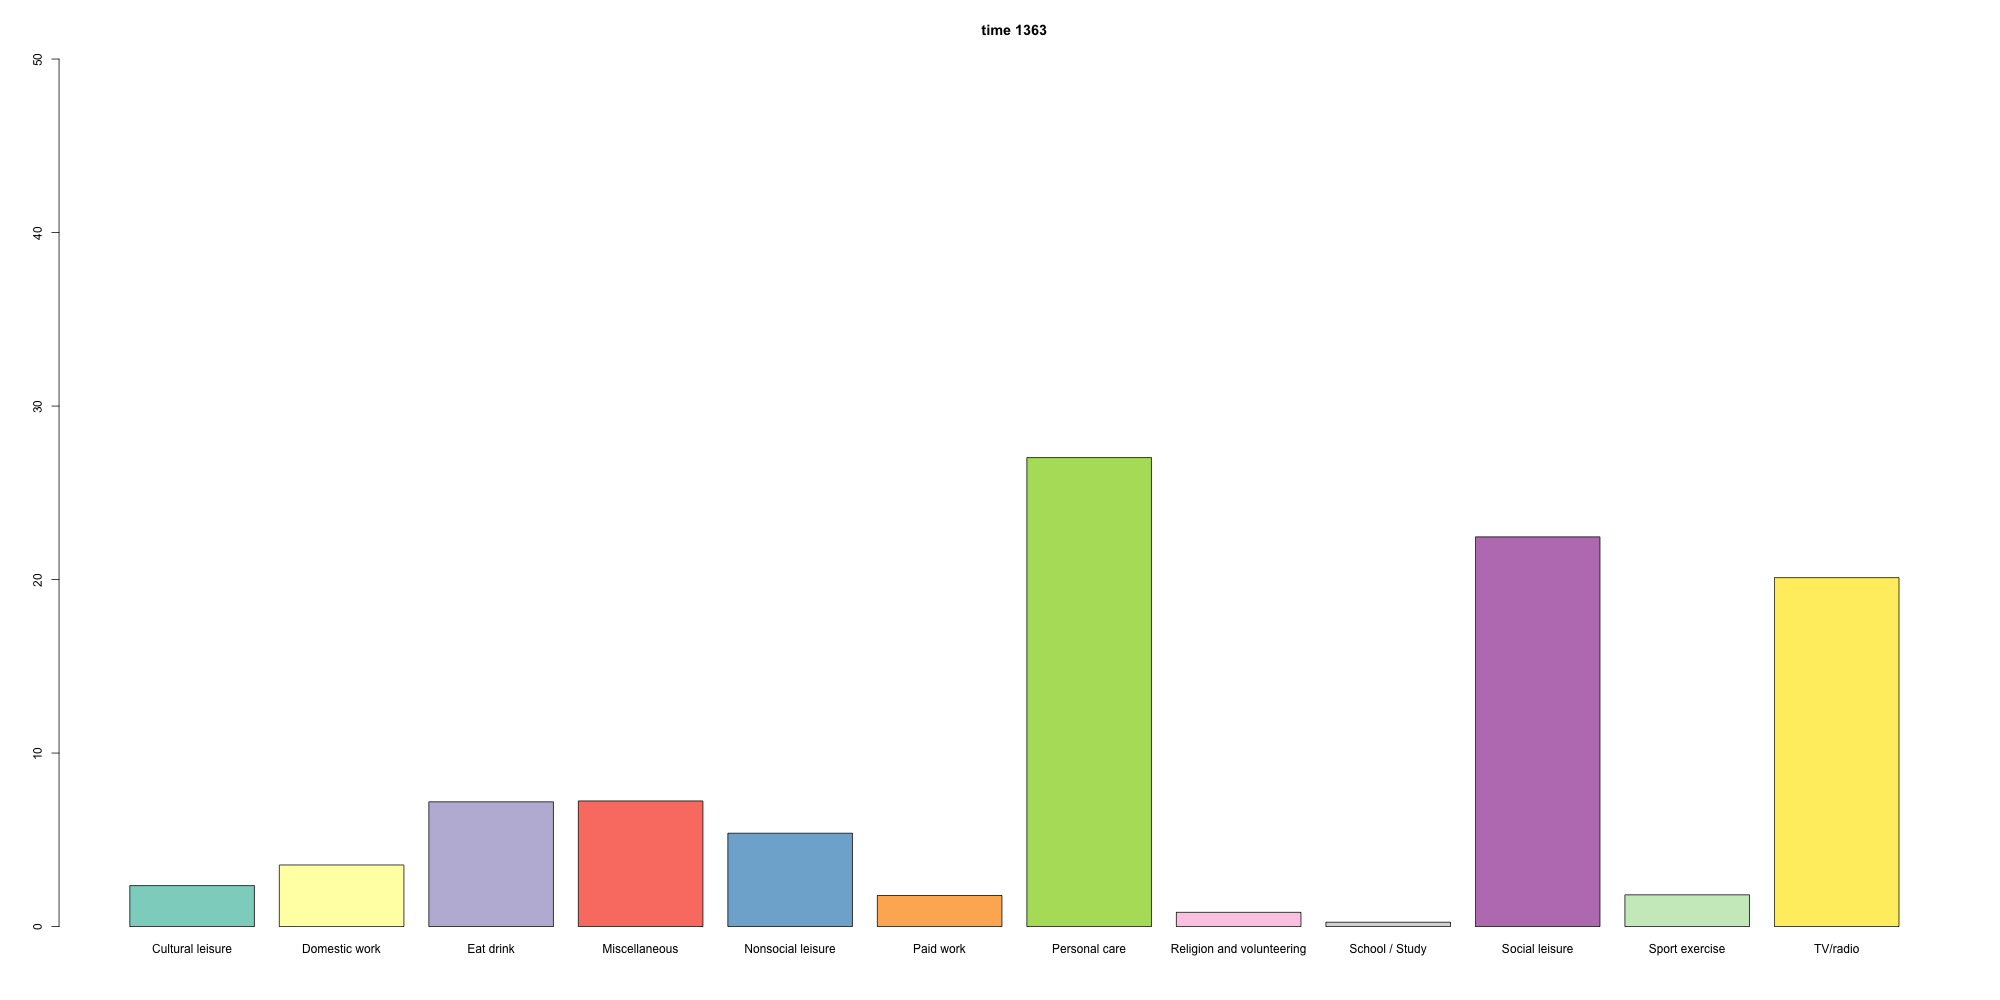 time 1363
50
40
30
20
10
0
Cultural leisure
Domestic work
Eat drink
Miscellaneous
Nonsocial leisure
Paid work
Personal care
Religion and volunteering
School / Study
Social leisure
Sport exercise
TV/radio